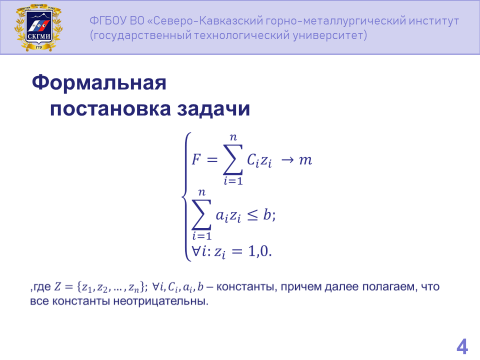 ФГБОУ ВО «Северо-Кавказский горно-металлургический институт
(государственный технологический университет)
СКГМИ
Формальная
постановка задачи
F = ∑_{i=1}^{n} C_i z_i → m
∑_{i=1}^{n} a_i z_i ≤ b;
∀i: z_i = 1,0.
,где Z = {z_1, z_2, ... , z_n}; ∀i, C_i, a_i, b – константы, причем далее полагаем, что
все константы неотрицательны.
4